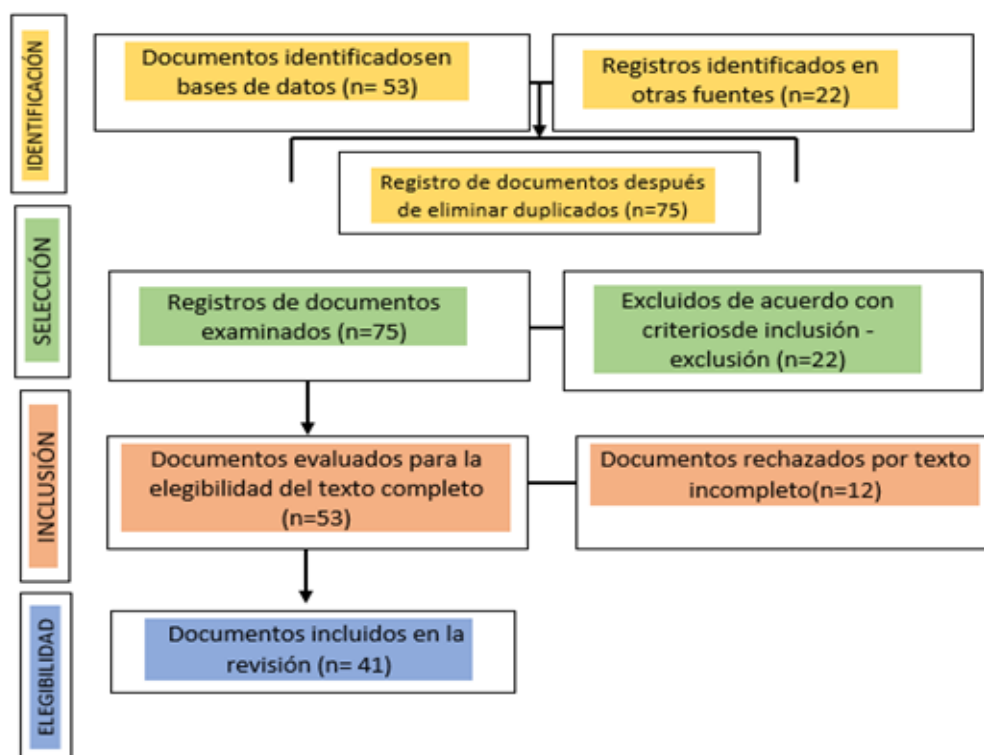 IDENTIFICACIÓN
Documentos identificadosen
bases de datos (n= 53)
Registros identificados en
otras fuentes (n=22)
Registro de documentos después
de eliminar duplicados (n=75)
SELECCIÓN
Registros de documentos
examinados (n=75)
Excluidos de acuerdo con
criteriosde inclusión -
exclusión (n=22)
INCLUSIÓN
Documentos evaluados para la
elegibilidad del texto completo
(n=53)
Documentos rechazados por texto
incompleto(n=12)
ELEGIBILIDAD
Documentos incluidos en la
revisión (n= 41)